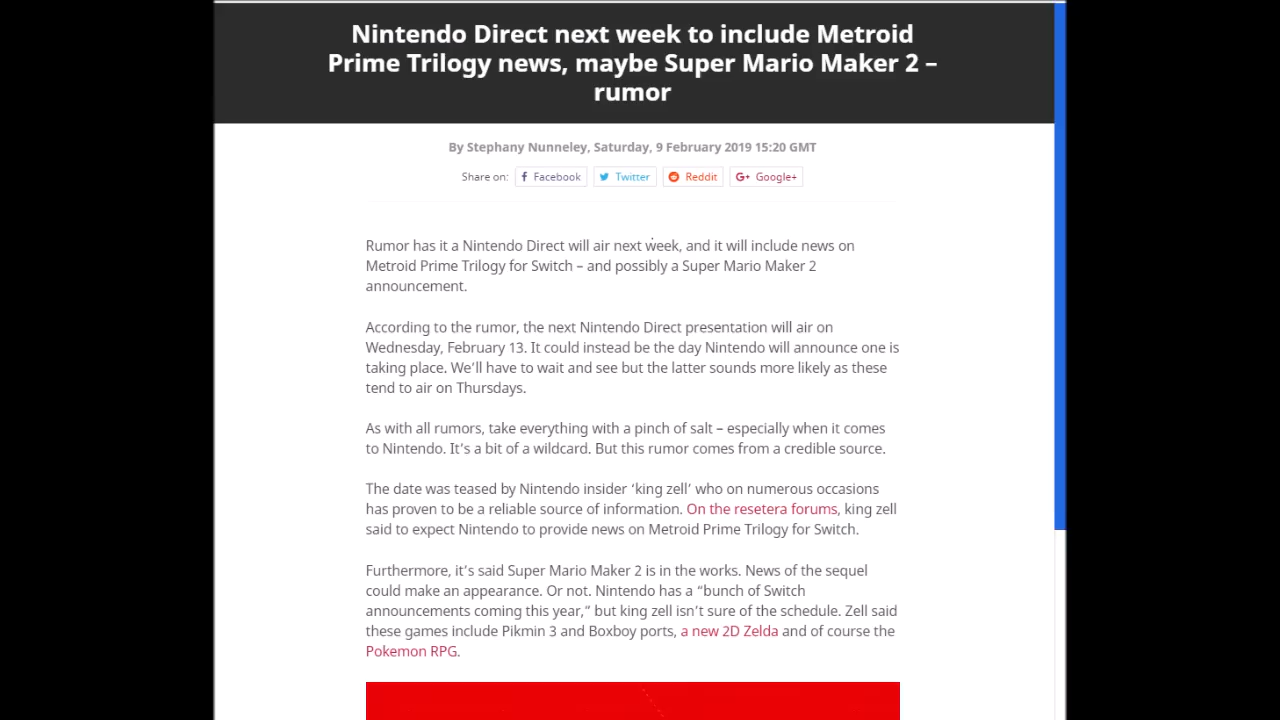 Nintendo Direct next week to include Metroid
Prime Trilogy news, maybe Super Mario Maker 2 –
rumor
By Stephany Nunneley, Saturday, 9 February 2019 15:20 GMT
Share on: Facebook Twitter Reddit Google+
Rumor has it a Nintendo Direct will air next week, and it will include news on
Metroid Prime Trilogy for Switch – and possibly a Super Mario Maker 2
announcement.
According to the rumor, the next Nintendo Direct presentation will air on
Wednesday, February 13. It could instead be the day Nintendo will announce one is
taking place. We’ll have to wait and see but the latter sounds more likely as these
tend to air on Thursdays.
As with all rumors, take everything with a pinch of salt – especially when it comes
to Nintendo. It’s a bit of a wildcard. But this rumor comes from a credible source.
The date was teased by Nintendo insider ‘king zell’ who on numerous occasions
has proven to be a reliable source of information. On the resetera forums, king zell
said to expect Nintendo to provide news on Metroid Prime Trilogy for Switch.
Furthermore, it’s said Super Mario Maker 2 is in the works. News of the sequel
could make an appearance. Or not. Nintendo has a “bunch of Switch
announcements coming this year,” but king zell isn’t sure of the schedule. Zell said
these games include Pikmin 3 and Boxboy ports, a new 2D Zelda and of course the
Pokemon RPG.